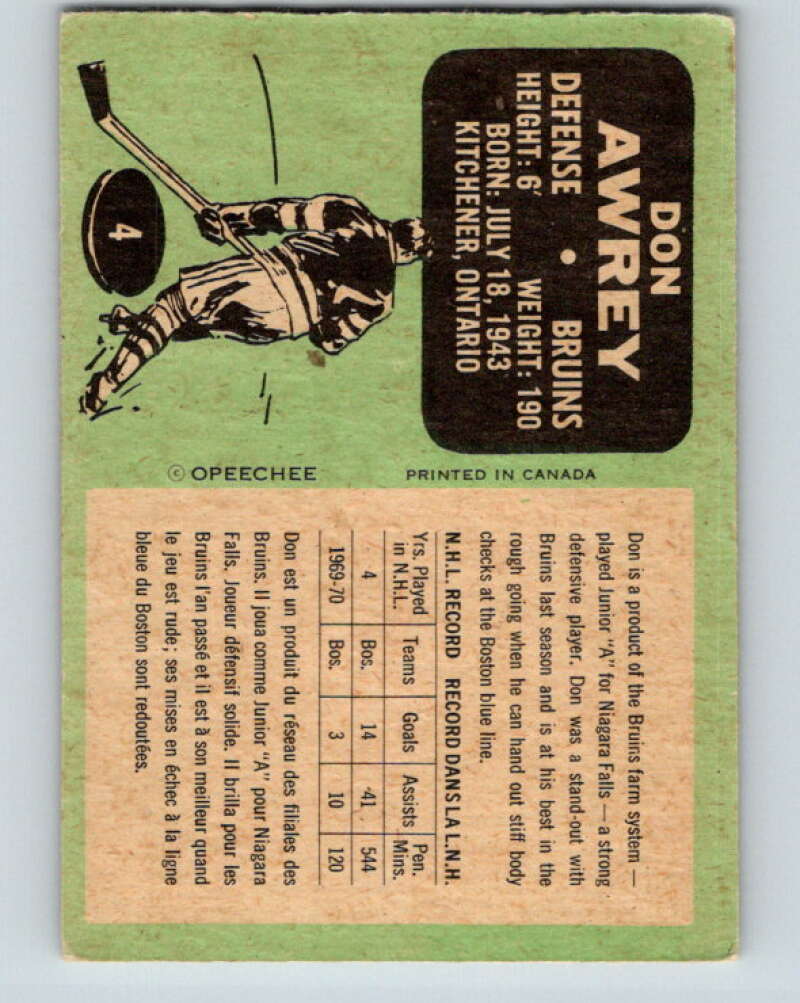 DON
AWREY
DEFENSE • BRUINS
HEIGHT: 6' WEIGHT: 190
BORN: JULY 18, 1943
KITCHENER, ONTARIO
4
7
© OPEECHEE PRINTED IN CANADA
Don is a product of the Bruins farm system —
played Junior "A" for Niagara Falls — a strong
defensive player. Don was a stand-out with
Bruins last season and is at his best in the
rough going when he can hand out stiff body
checks at the Boston blue line.
N.H.L. RECORD RECORD DANS LA L.N.H.
Yrs. Played in N.H.L. Teams Goals Assists Pen. Mins.
4 Bos. 14 41 544
1969-70 Bos. 3 10 120
Don est un produit du réseau des filiales des
Bruins. Il joua comme Junior "A" pour Niagara
Falls. Joueur défensif solide. Il brilla pour les
Bruins l'an passé et il est à son meilleur quand
le jeu est rude; ses mises en échec à la ligne
bleue du Boston sont redoutées.